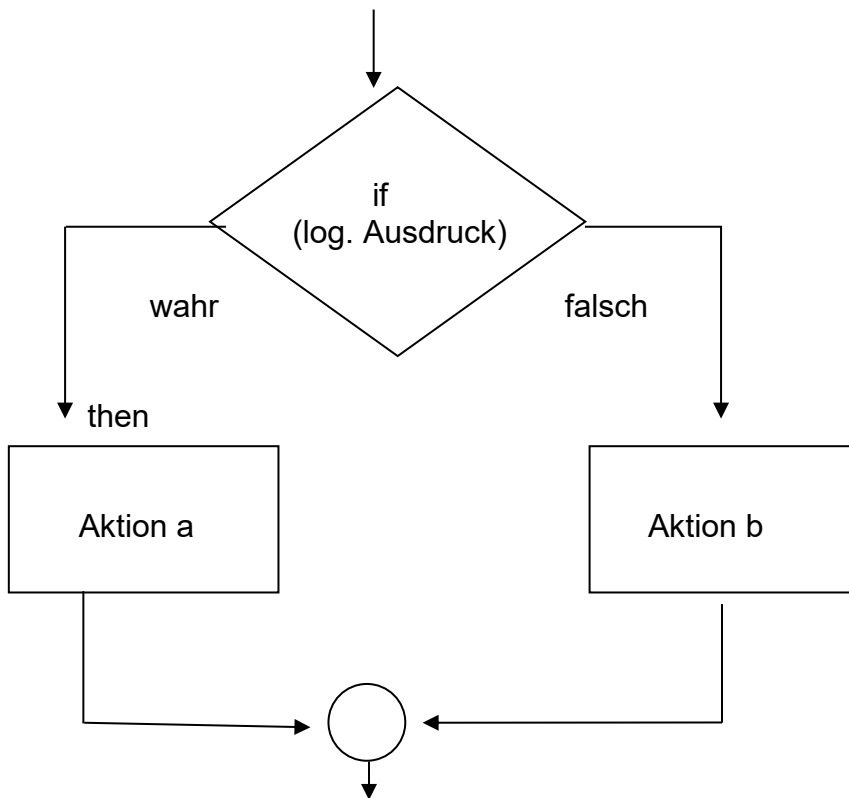 if
(log. Ausdruck)
wahr
falsch
then
Aktion a
Aktion b